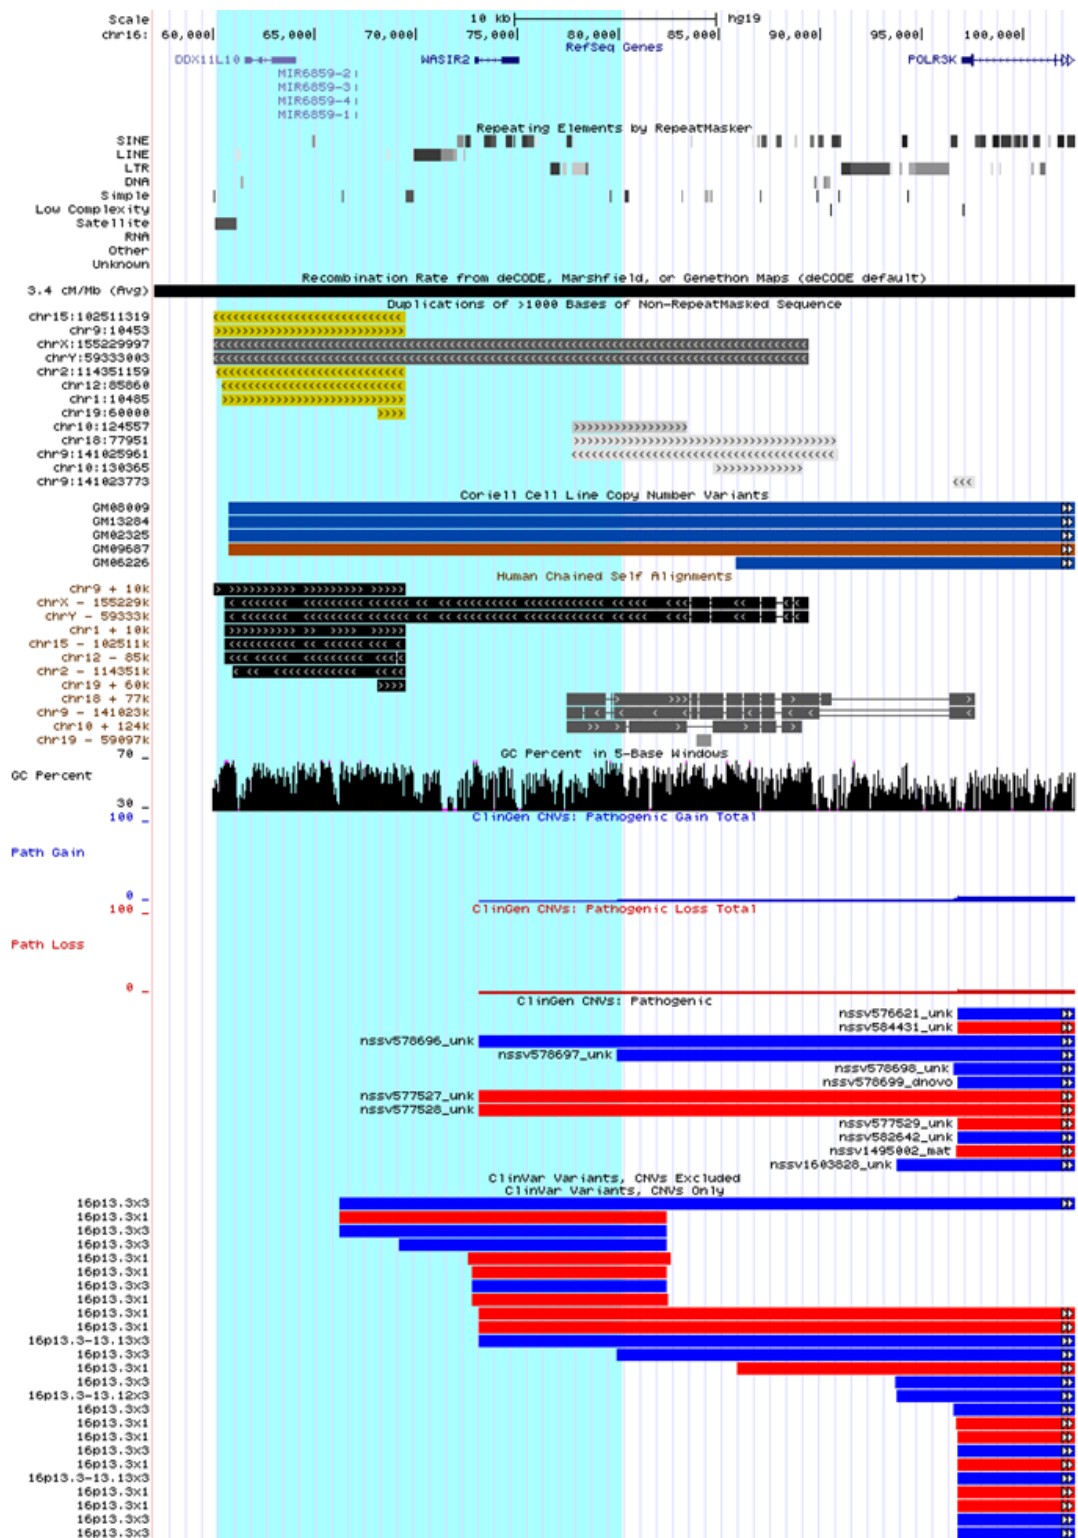 Scale 10 kb hg19
chr16: 60,000 65,000 70,000 75,000 80,000 85,000 90,000 95,000 100,000
RefSeq Genes
DDX11L10 WASIR2 POLR3K
MIR6859-2
MIR6859-3
MIR6859-4
MIR6859-1
Repeating Elements by RepeatMasker
SINE
LINE
LTR
DNA
Simple
Low Complexity
Satellite
RNA
Other
Unknown
Recombination Rate from deCODE, Marshfield, or Genethon Maps (deCODE default)
3.4 cM/Mb (Avg)
Duplications of >1000 Bases of Non-RepeatMasked Sequence
chr15:102511319
chr9:10453
chrX:155229997
chrY:59333003
chr2:114351159
chr12:85860
chr1:10485
chr19:60000
chr10:124557
chr18:77951
chr9:141025961
chr10:130365
chr9:141023773
Coriell Cell Line Copy Number Variants
GM08009
GM13284
GM02325
GM09687
GM06226
Human Chained Self Alignments
chr9 + 10k
chrX - 155229k
chrY - 59333k
chr1 + 10k
chr15 - 102511k
chr12 - 85k
chr2 - 114351k
chr19 + 60k
chr18 + 77k
chr9 - 141023k
chr10 + 124k
chr19 - 59097k
GC Percent in 5-Base Windows
70 _
GC Percent
30 _
ClinGen CNVs: Pathogenic Gain Total
100 _
Path Gain
0 _
ClinGen CNVs: Pathogenic Loss Total
100 _
Path Loss
0 _
ClinGen CNVs: Pathogenic
nssv576621_unk
nssv584431_unk
nssv578696_unk
nssv578697_unk
nssv578698_unk
nssv578699_dnovo
nssv577527_unk
nssv577528_unk
nssv577529_unk
nssv582642_unk
nssv1495002_mat
nssv1603828_unk
ClinVar Variants, CNVs Excluded
ClinVar Variants, CNVs Only
16p13.3x3
16p13.3x1
16p13.3x3
16p13.3x3
16p13.3x1
16p13.3x1
16p13.3x3
16p13.3x1
16p13.3x1
16p13.3x1
16p13.3-13.13x3
16p13.3x3
16p13.3x1
16p13.3x3
16p13.3-13.12x3
16p13.3x3
16p13.3x1
16p13.3x1
16p13.3x3
16p13.3x1
16p13.3-13.13x3
16p13.3x1
16p13.3x1
16p13.3x3
16p13.3x3